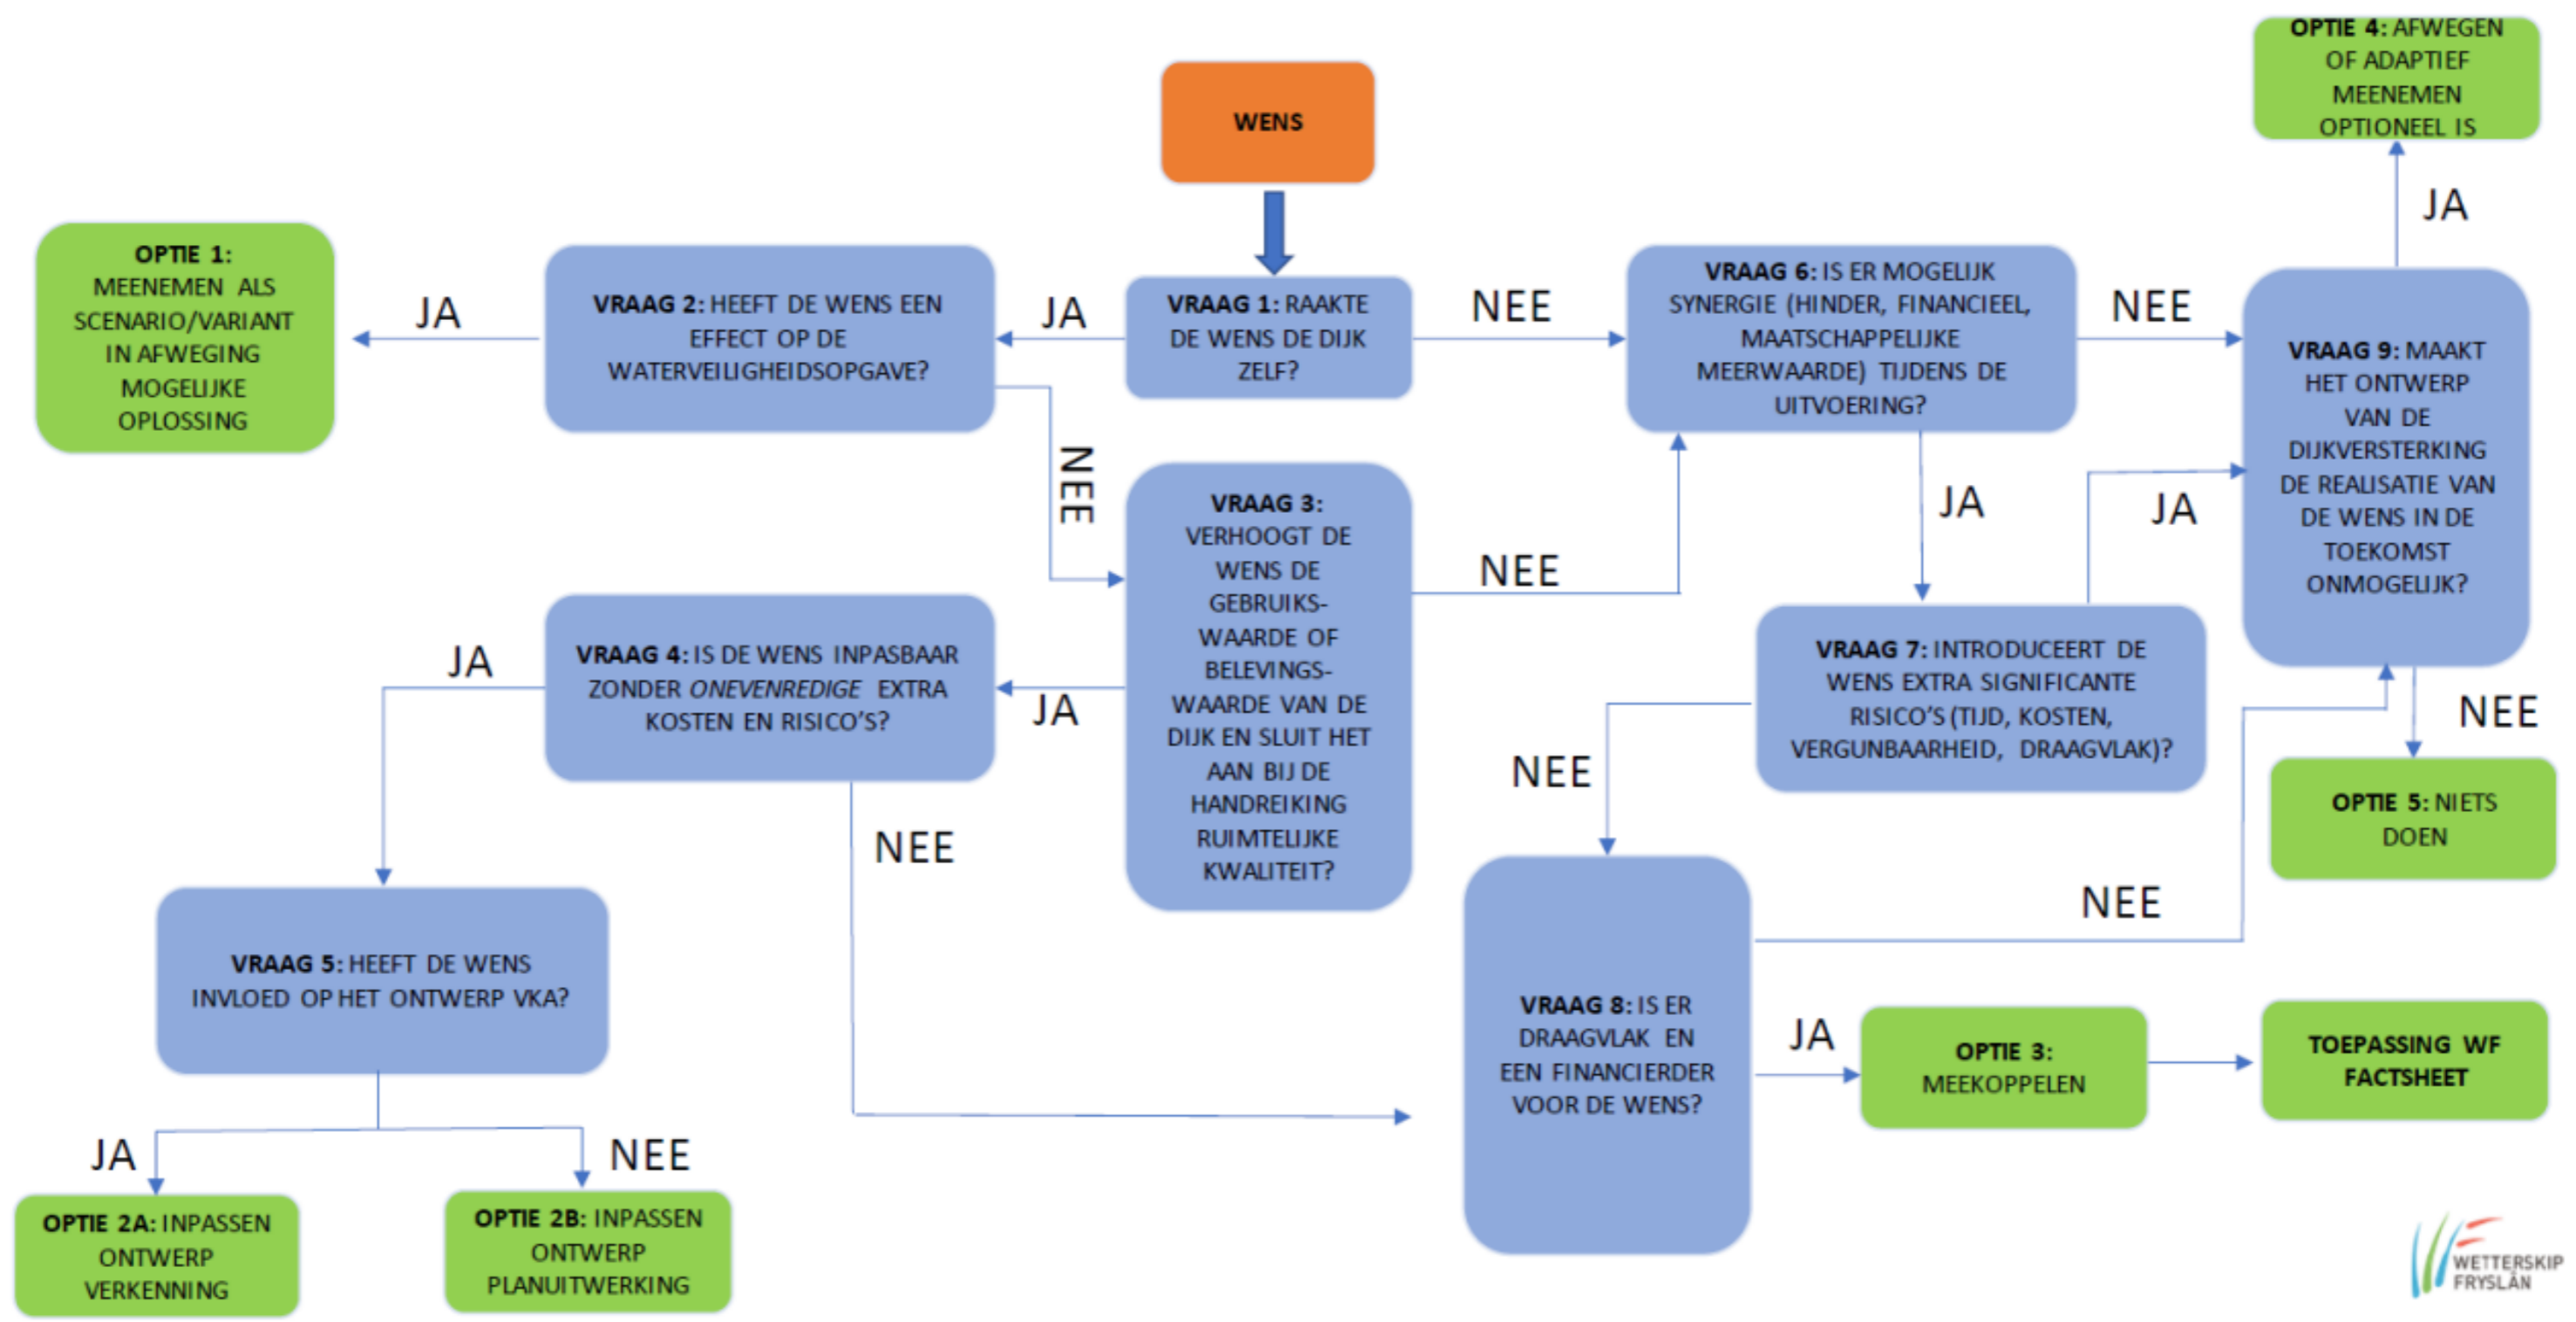 WENS
OPTIE 4: AFWEGEN
OF ADAPTIEF
MEENEMEN
OPTIONEEL IS
JA
OPTIE 1:
MEENEMEN ALS
SCENARIO/VARIANT
IN AFWEGING
MOGELIJKE
OPLOSSING
JA
VRAAG 2: HEEFT DE WENS EEN
EFFECT OP DE
WATERVEILIGHEIDSOPGAVE?
JA
VRAAG 1: RAAKTE
DE WENS DE DIJK
ZELF?
NEE
VRAAG 6: IS ER MOGELIJK
SYNERGIE (HINDER, FINANCIEEL,
MAATSCHAPPELIJKE
MEERWAARDE) TIJDENS DE
UITVOERING?
NEE
VRAAG 9: MAAKT
HET ONTWERP
VAN DE
DIJKVERSTERKING
DE REALISATIE VAN
DE WENS IN DE
TOEKOMST
ONMOGELIJK?
NEE
VRAAG 3:
VERHOOGT DE
WENS DE
GEBRUIKS-
WAARDE OF
BELEVINGS-
WAARDE VAN DE
DIJK EN SLUIT HET
AAN BIJ DE
HANDREIKING
RUIMTELIJKE
KWALITEIT?
NEE
JA
JA
JA
VRAAG 4: IS DE WENS INPASBAAR
ZONDER ONEVENREDIGE EXTRA
KOSTEN EN RISICO'S?
JA
VRAAG 7: INTRODUCEERT DE
WENS EXTRA SIGNIFICANTE
RISICO'S (TIJD, KOSTEN,
VERGUNBAARHEID, DRAAGVLAK)?
NEE
NEE
OPTIE 5: NIETS
DOEN
NEE
NEE
VRAAG 5: HEEFT DE WENS
INVLOED OP HET ONTWERP VKA?
VRAAG 8: IS ER
DRAAGVLAK EN
EEN FINANCIERDER
VOOR DE WENS?
JA
OPTIE 3:
MEEKOPPELEN
TOEPASSING WF
FACTSHEET
JA
NEE
OPTIE 2A: INPASSEN
ONTWERP
VERKENNING
OPTIE 2B: INPASSEN
ONTWERP
PLANUITWERKING
WETTERSKIP
FRYSLÂN